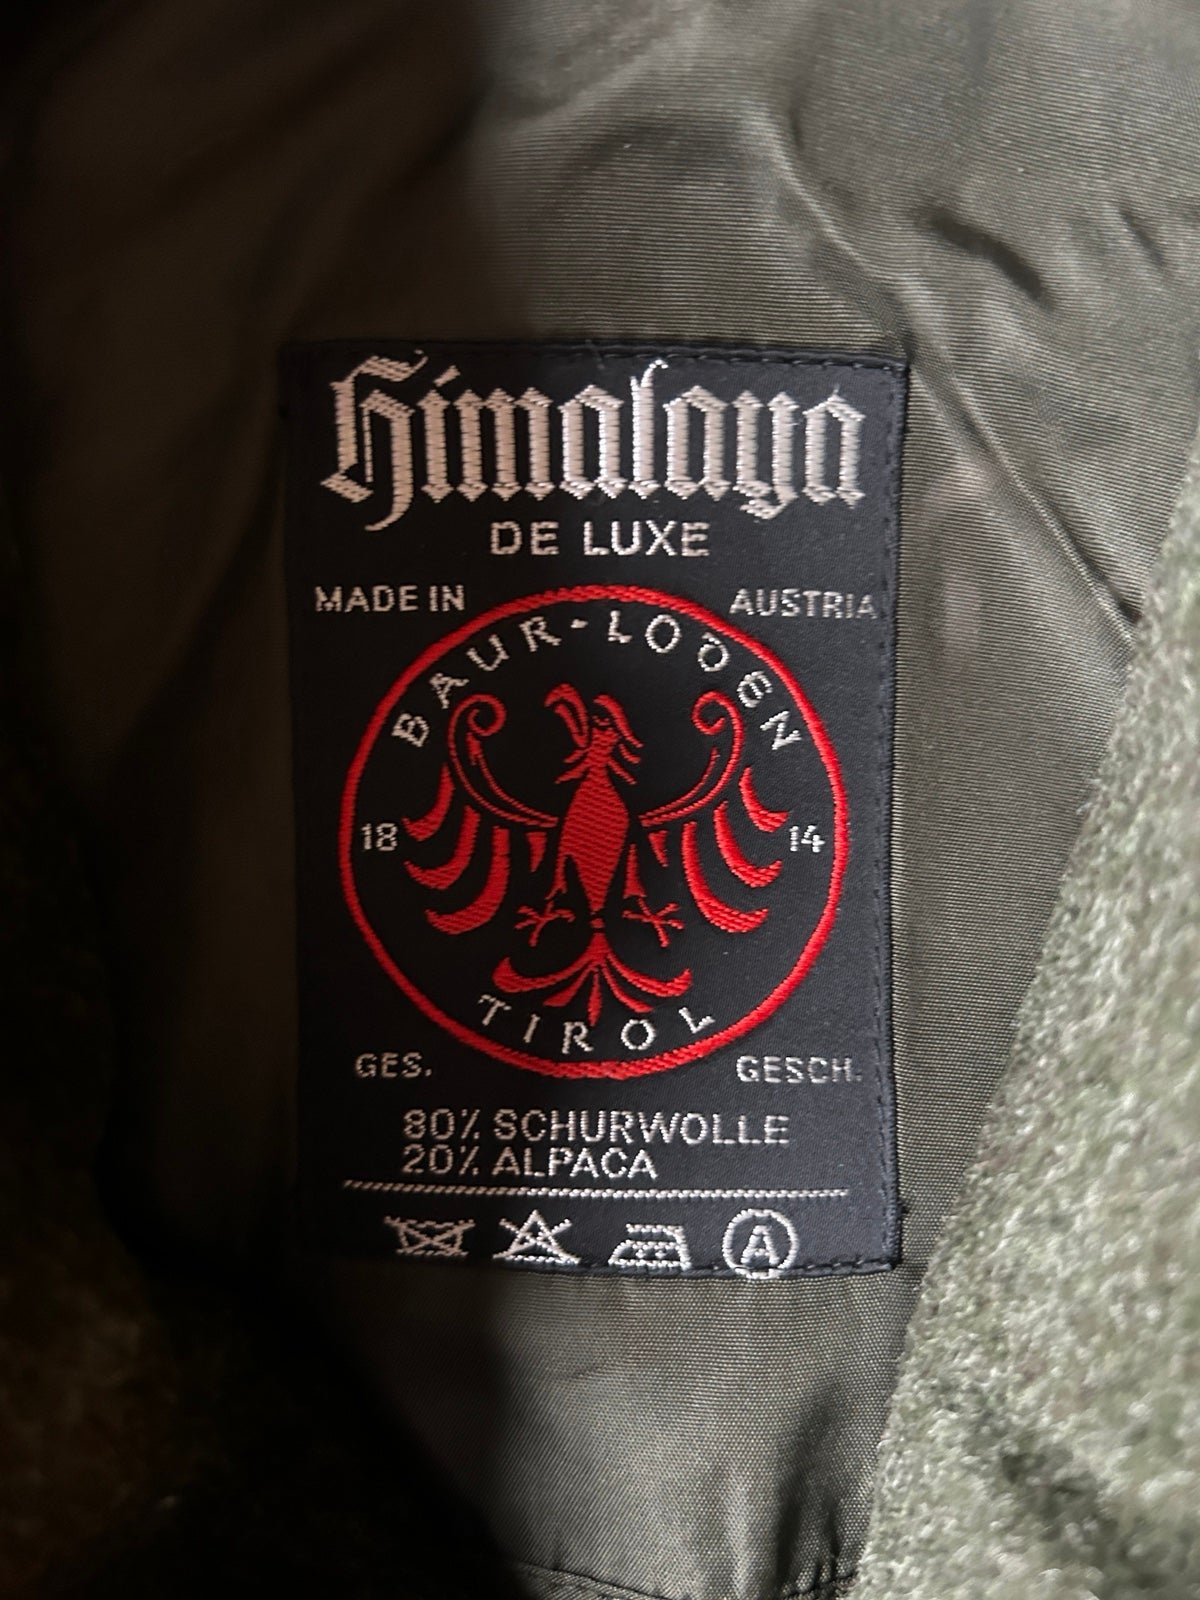 Himalaya
DE LUXE
MADE IN AUSTRIA
BAUR-LODEN
18 14
TIROL
GES. GESCH.
80% SCHURWOLLE
20% ALPACA
A